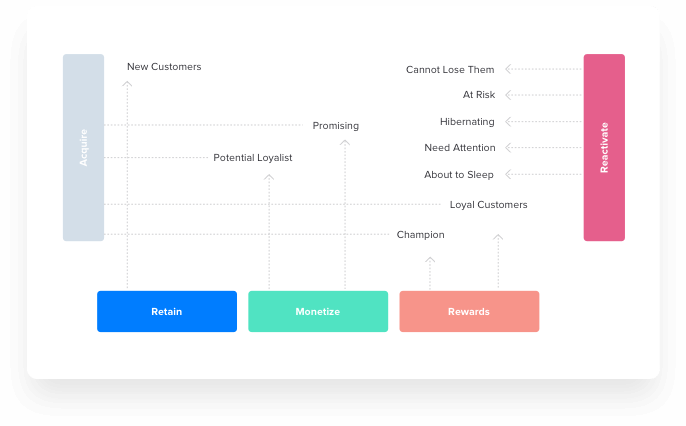 New Customers
Cannot Lose Them
At Risk
Promising
Hibernating
Acquire
Reactivate
Potential Loyalist
Need Attention
About to Sleep
Loyal Customers
Champion
Retain
Monetize
Rewards